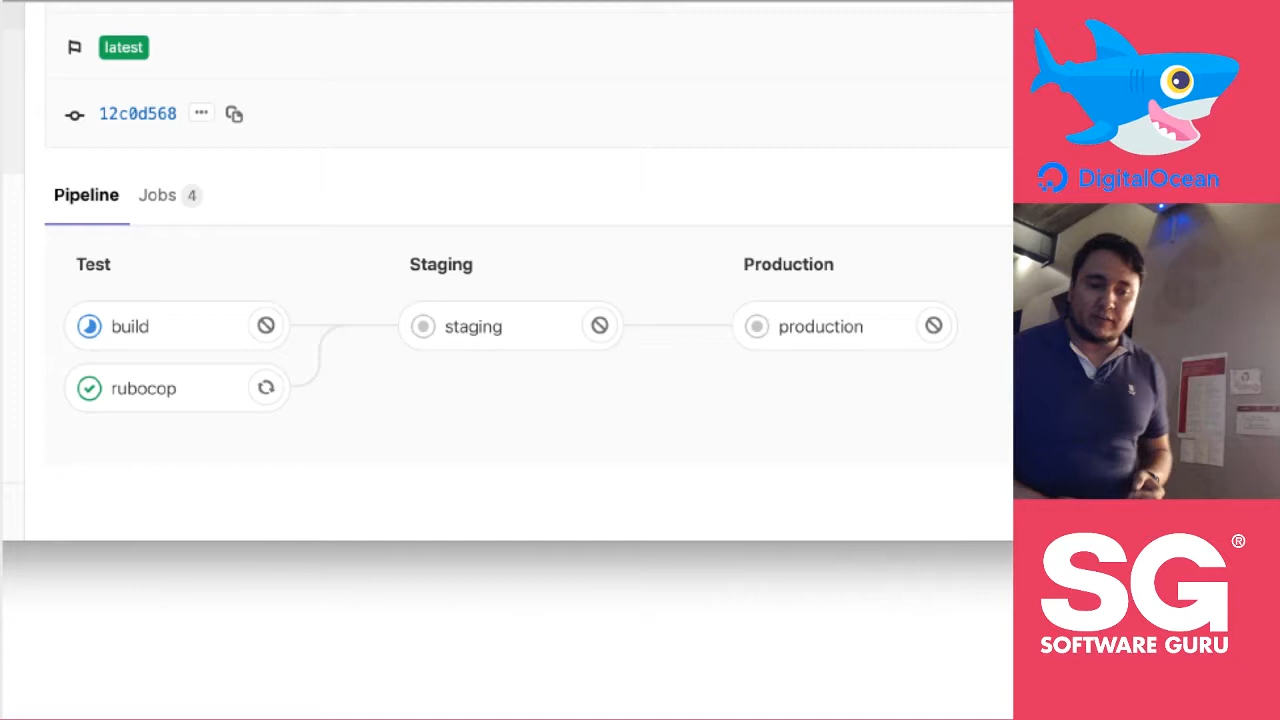 latest
12c0d568
Pipeline Jobs 4
Test Staging Production
build staging production
rubocop
DigitalOcean
SG®
SOFTWARE GURU